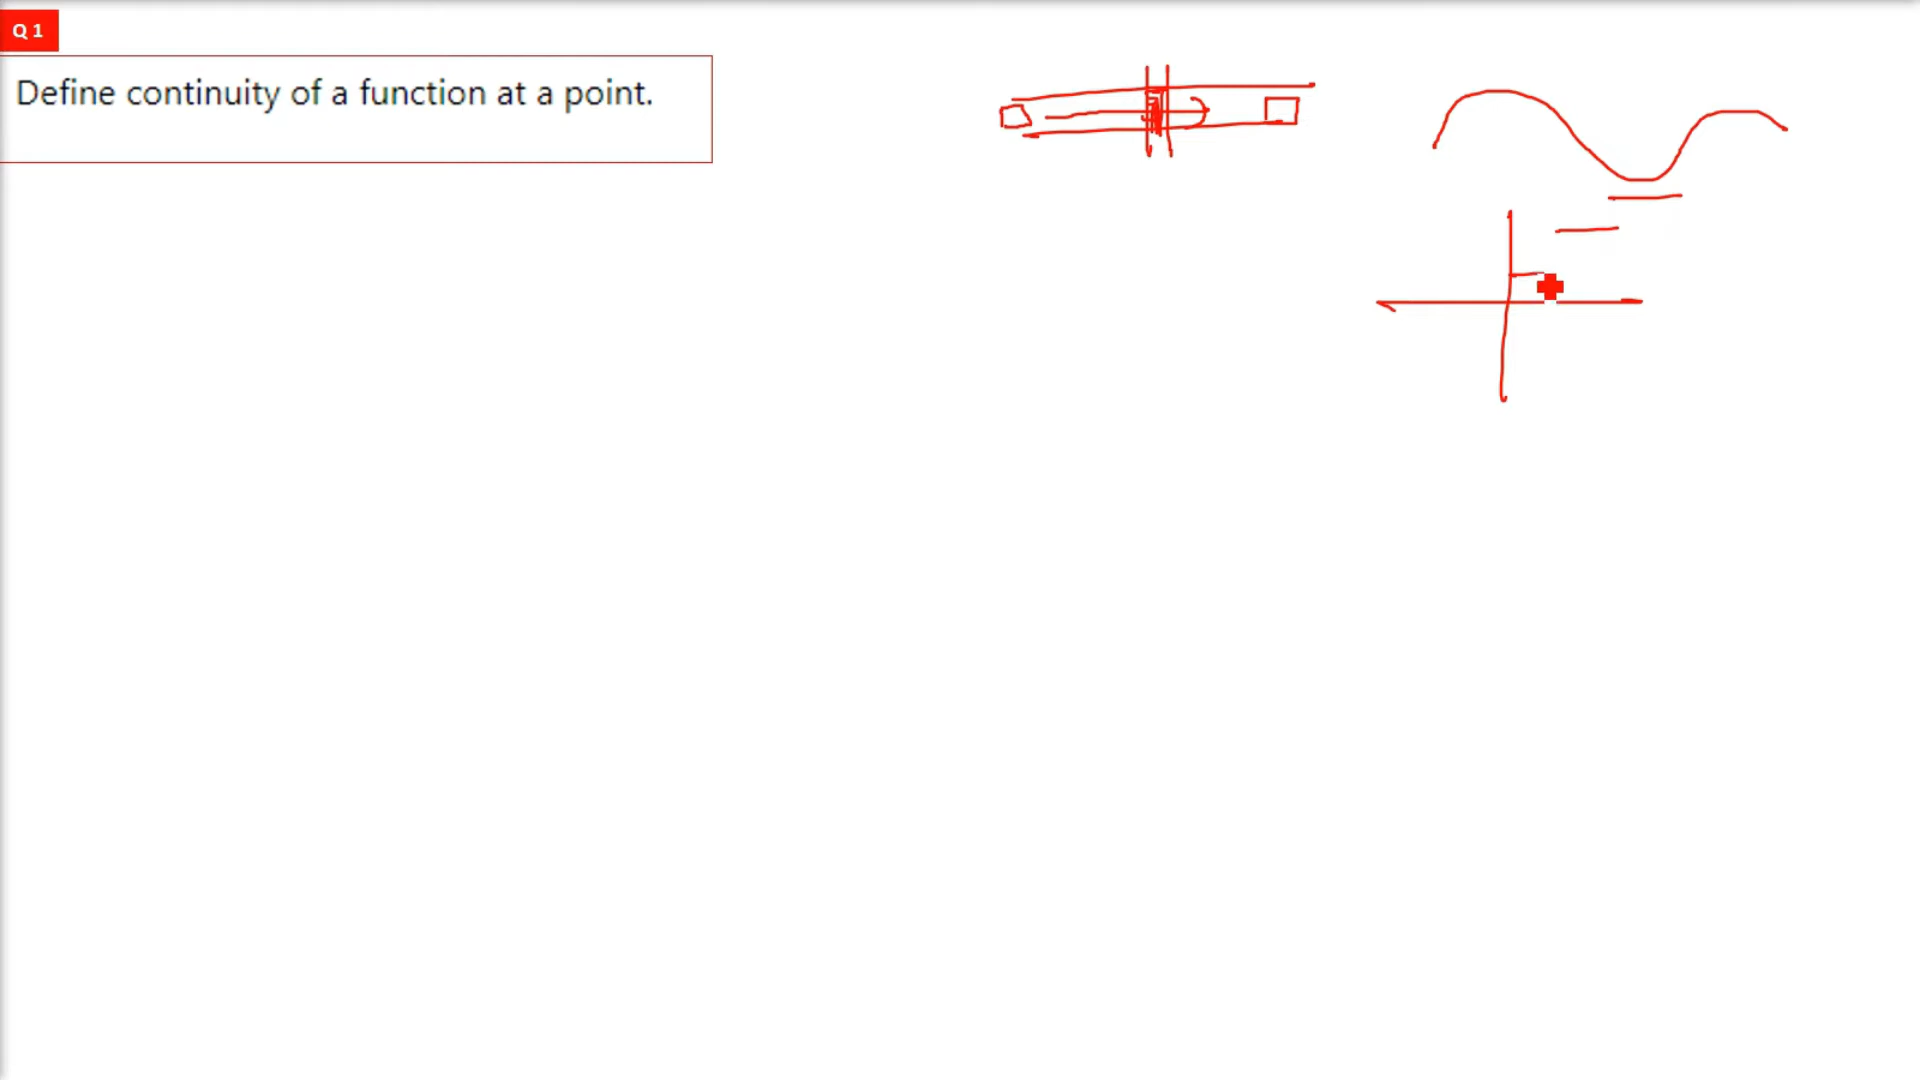 Q 1
Define continuity of a function at a point.